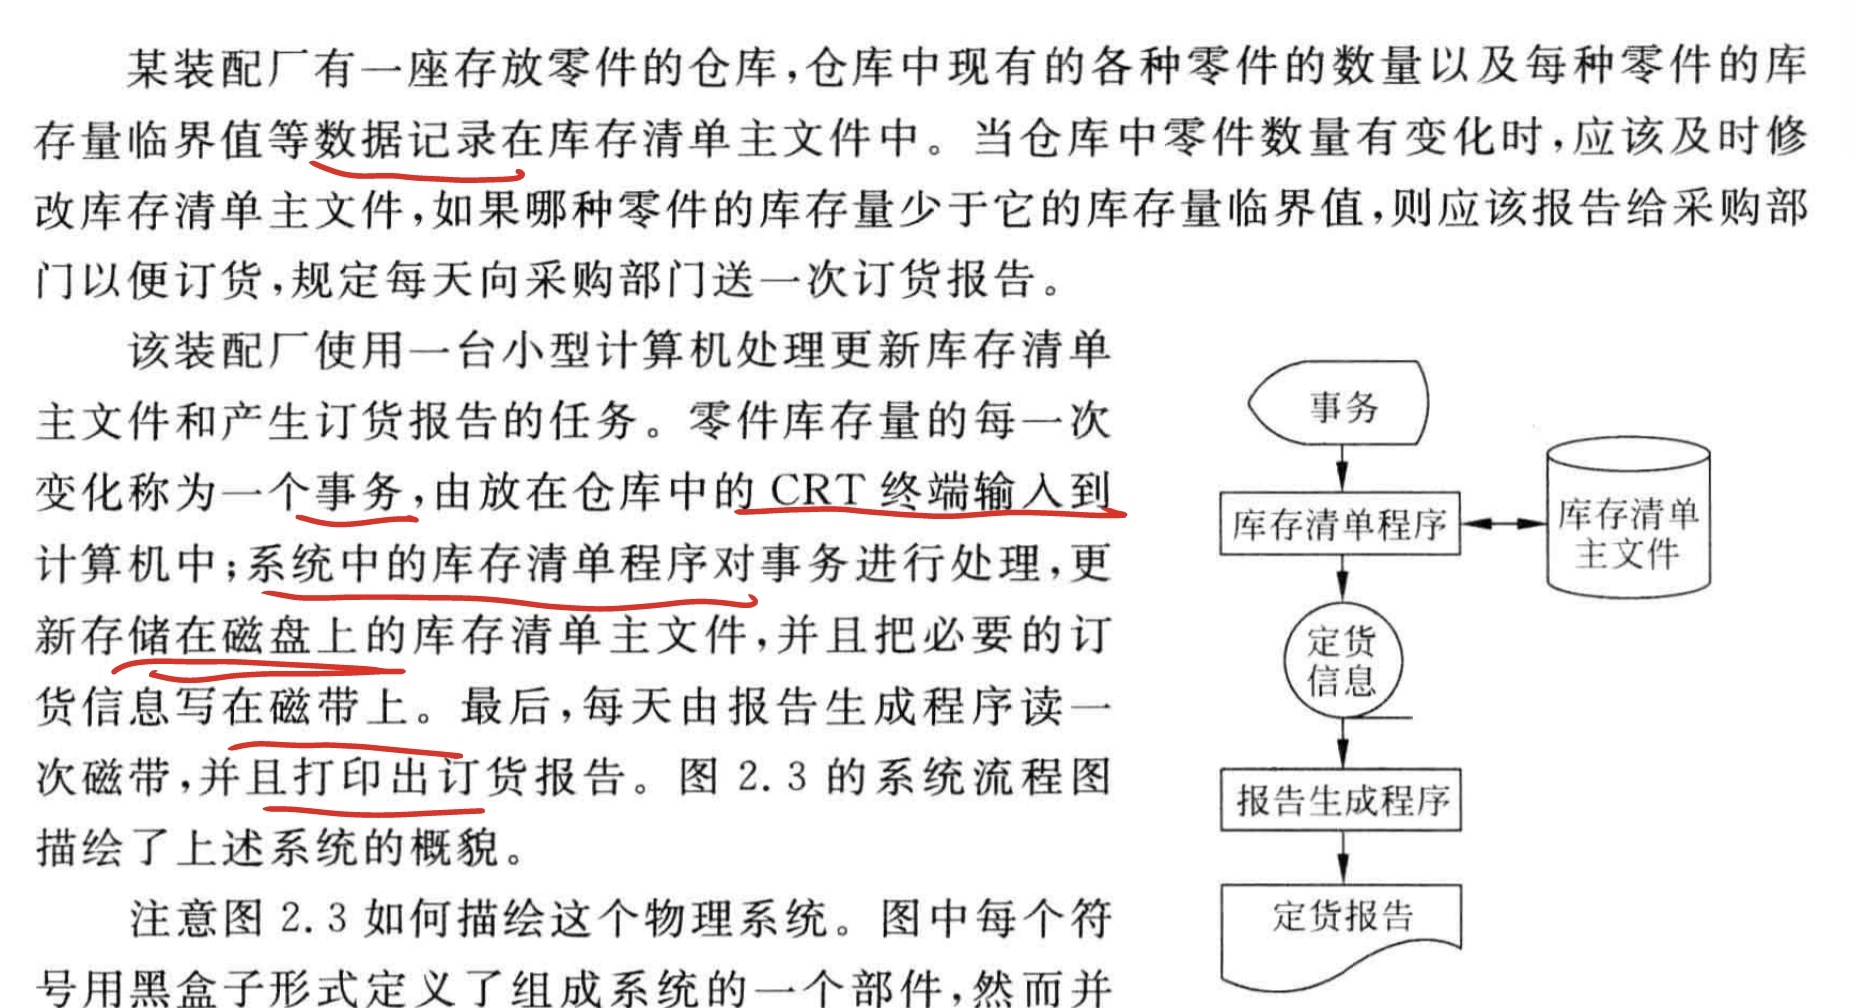 某装配厂有一座存放零件的仓库,仓库中现有的各种零件的数量以及每种零件的库
存量临界值等数据记录在库存清单主文件中。当仓库中零件数量有变化时,应该及时修
改库存清单主文件,如果哪种零件的库存量少于它的库存量临界值,则应该报告给采购部
门以便订货,规定每天向采购部门送一次订货报告。
该装配厂使用一台小型计算机处理更新库存清单
主文件和产生订货报告的任务。零件库存量的每一次
变化称为一个事务,由放在仓库中的 CRT 终端输入到
计算机中;系统中的库存清单程序对事务进行处理,更
新存储在磁盘上的库存清单主文件,并且把必要的订
货信息写在磁带上。最后,每天由报告生成程序读一
次磁带,并且打印出订货报告。图 2.3 的系统流程图
描绘了上述系统的概貌。
注意图 2.3 如何描绘这个物理系统。图中每个符
号用黑盒子形式定义了组成系统的一个部件,然而并
事务
库存清单程序
库存清单
主文件
定货
信息
报告生成程序
定货报告